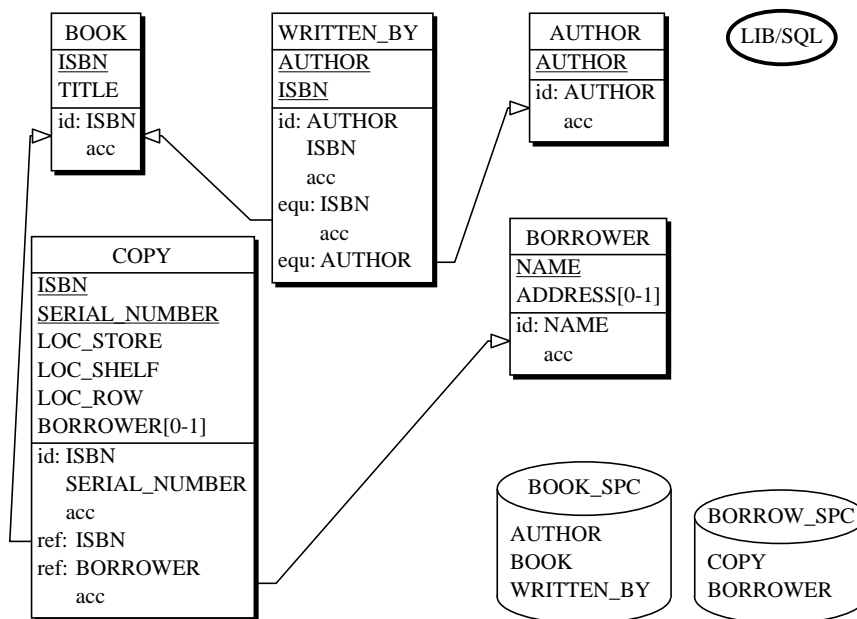 BOOK
ISBN
TITLE
id: ISBN
acc
WRITTEN_BY
AUTHOR
ISBN
id: AUTHOR
ISBN
acc
equ: ISBN
acc
equ: AUTHOR
AUTHOR
AUTHOR
id: AUTHOR
acc
LIB/SQL
COPY
ISBN
SERIAL_NUMBER
LOC_STORE
LOC_SHELF
LOC_ROW
BORROWER[0-1]
id: ISBN
SERIAL_NUMBER
acc
ref: ISBN
ref: BORROWER
acc
BORROWER
NAME
ADDRESS[0-1]
id: NAME
acc
BOOK_SPC
AUTHOR
BOOK
WRITTEN_BY
BORROW_SPC
COPY
BORROWER